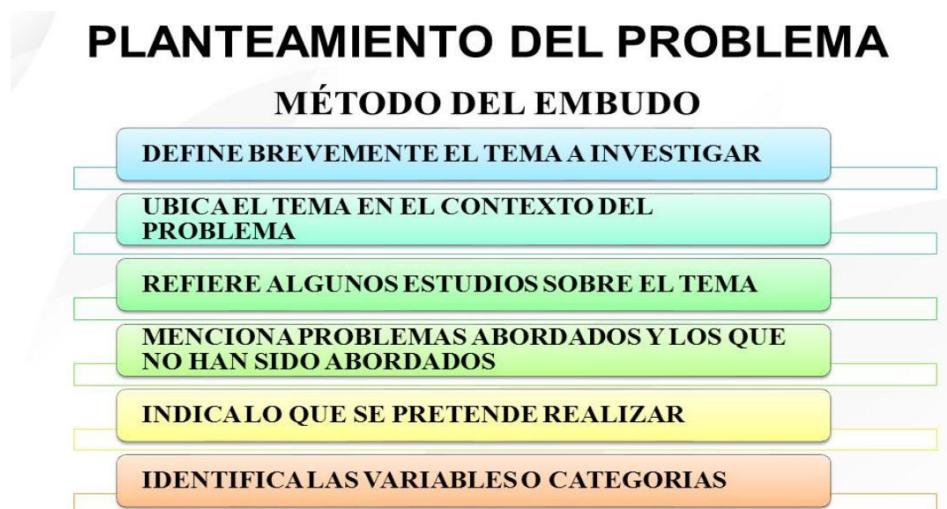 PLANTEAMIENTO DEL PROBLEMA
MÉTODO DEL EMBUDO
DEFINE BREVEMENTE EL TEMA A INVESTIGAR
UBICA EL TEMA EN EL CONTEXTO DEL
PROBLEMA
REFIERE ALGUNOS ESTUDIOS SOBRE EL TEMA
MENCIONA PROBLEMAS ABORDADOS Y LOS QUE
NO HAN SIDO ABORDADOS
INDICA LO QUE SE PRETENDE REALIZAR
IDENTIFICA LAS VARIABLES O CATEGORIAS